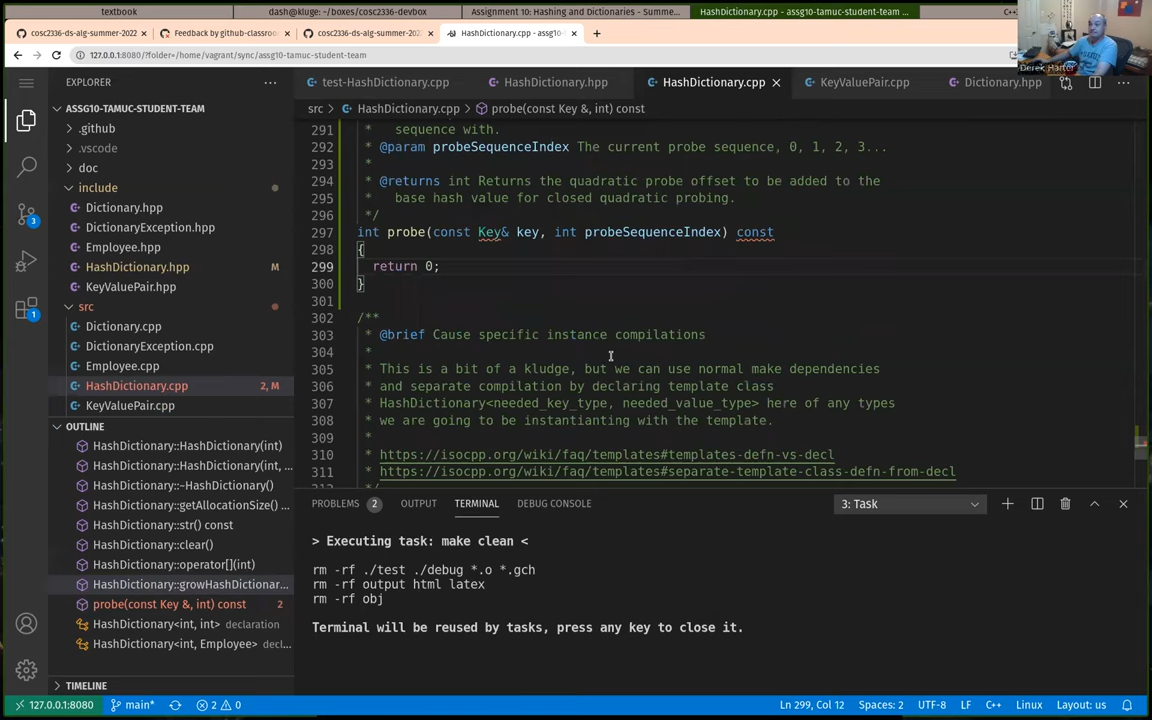 textbook
dash@kluge: ~/boxes/cosc2336-devbox
Assignment 10: Hashing and Dictionaries - Summe...
HashDictionary.cpp - assg10-tamuc-student-team ...
C+
cosc2336-ds-alg-summer-2022
Feedback by github-classroo
cosc2336-ds-alg-summer-202
HashDictionary.cpp - assg10-t
127.0.0.1:8080/?folder=/home/vagrant/sync/assg10-tamuc-student-team
Derek Harter
EXPLORER
ASSG10-TAMUC-STUDENT-TEAM
.github
.vscode
doc
include
Dictionary.hpp
DictionaryException.hpp
Employee.hpp
HashDictionary.hpp M
KeyValuePair.hpp
src
Dictionary.cpp
DictionaryException.cpp
Employee.cpp
HashDictionary.cpp 2, M
KeyValuePair.cpp
OUTLINE
HashDictionary::HashDictionary(int)
HashDictionary::HashDictionary(int, ...
HashDictionary::~HashDictionary()
HashDictionary::getAllocationSize() ...
HashDictionary::str() const
HashDictionary::clear()
HashDictionary::operator[](int)
HashDictionary::growHashDictionar...
probe(const Key &, int) const 2
HashDictionary<int, int> declaration
HashDictionary<int, Employee> decl...
TIMELINE
3
1
test-HashDictionary.cpp
HashDictionary.hpp
HashDictionary.cpp
KeyValuePair.cpp
Dictionary.hpp
src > HashDictionary.cpp > probe(const Key &, int) const
291 * sequence with.
292 * @param probeSequenceIndex The current probe sequence, 0, 1, 2, 3...
293 *
294 * @returns int Returns the quadratic probe offset to be added to the
295 * base hash value for closed quadratic probing.
296 */
297 int probe(const Key& key, int probeSequenceIndex) const
298 {
299 return 0;
300 }
301
302 /**
303 * @brief Cause specific instance compilations
304 *
305 * This is a bit of a kludge, but we can use normal make dependencies
306 * and separate compilation by declaring template class
307 * HashDictionary<needed_key_type, needed_value_type> here of any types
308 * we are going to be instantianting with the template.
309 *
310 * https://isocpp.org/wiki/faq/templates#templates-defn-vs-decl
311 * https://isocpp.org/wiki/faq/templates#separate-template-class-defn-from-decl
PROBLEMS 2 OUTPUT TERMINAL DEBUG CONSOLE
3: Task
> Executing task: make clean <
rm -rf ./test ./debug *.o *.gch
rm -rf output html latex
rm -rf obj
Terminal will be reused by tasks, press any key to close it.
127.0.0.1:8080 main* 2 0
Ln 299, Col 12 Spaces: 2 UTF-8 LF C++ Linux Layout: us